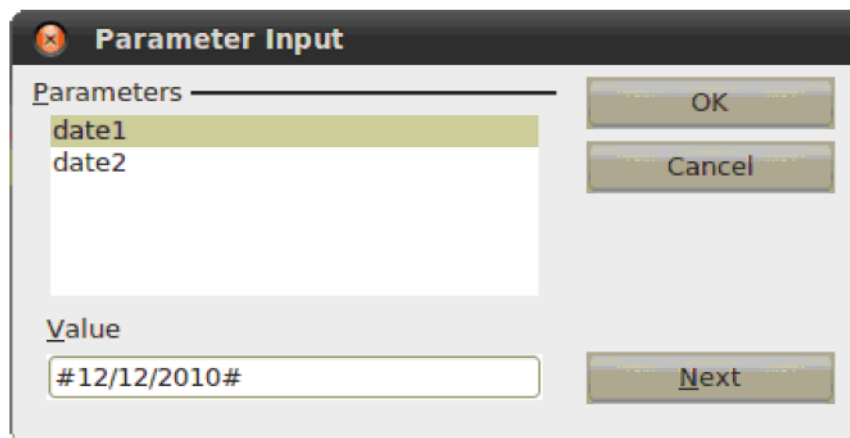 Parameter Input
Parameters
OK
date1
date2
Cancel
Value
#12/12/2010#
Next